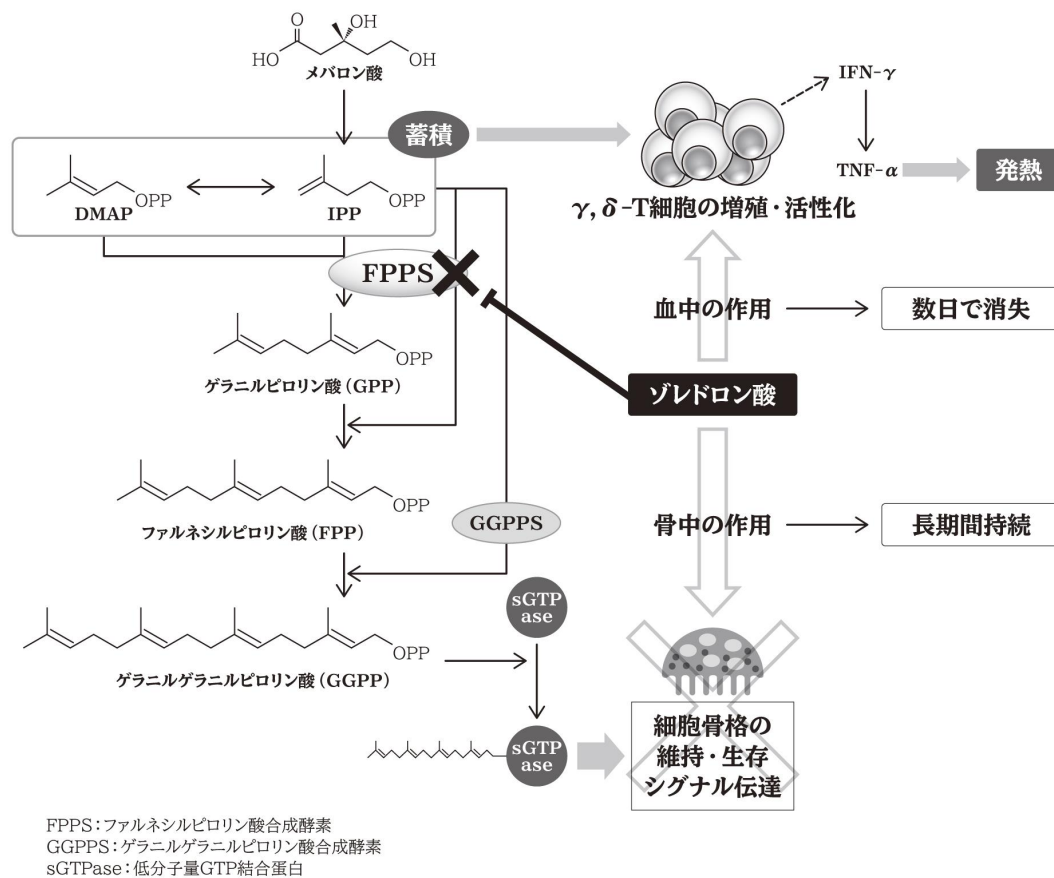 O
OH
HO
OH
メバロン酸
蓄積
OPP
DMAP
OPP
IPP
FPPS
OPP
ゲラニルピロリン酸(GPP)
OPP
ファルネシルピロリン酸(FPP)
GGPPS
OPP
ゲラニルゲラニルピロリン酸(GGPP)
sGTP
ase
sGTP
ase
IFN-γ
TNF-α
発熱
γ, δ-T細胞の増殖・活性化
血中の作用
数日で消失
ゾレドロン酸
骨中の作用
長期間持続
細胞骨格の
維持・生存
シグナル伝達
FPPS：ファルネシルピロリン酸合成酵素
GGPPS：ゲラニルゲラニルピロリン酸合成酵素
sGTPase：低分子量GTP結合蛋白